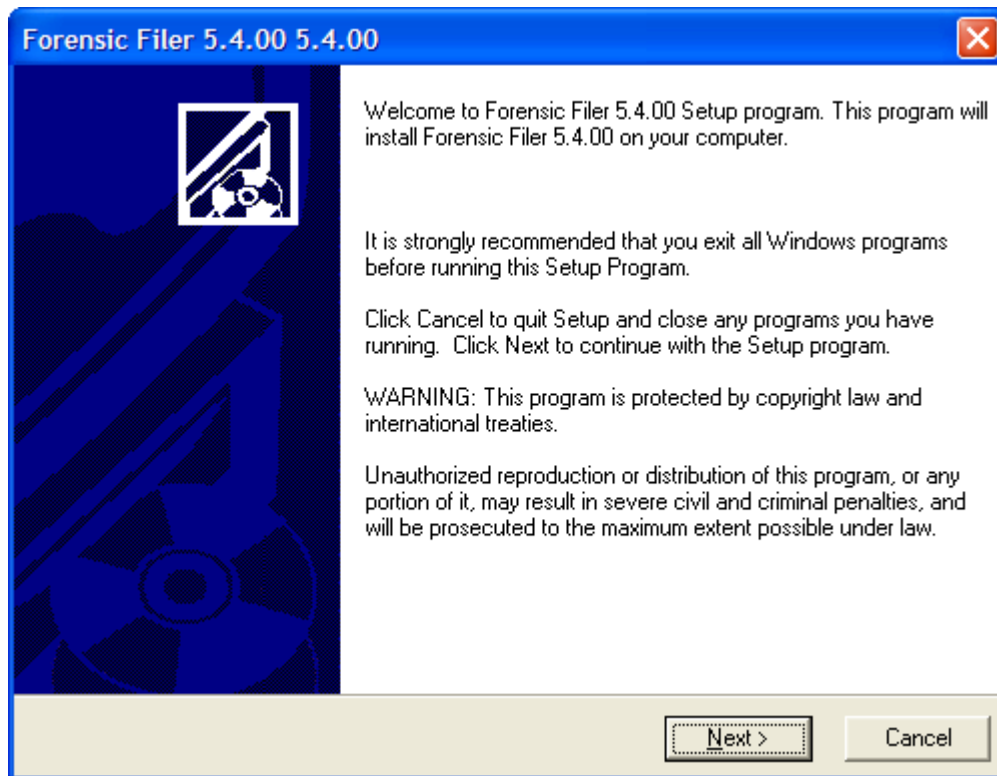 Forensic Filer 5.4.00 5.4.00
Welcome to Forensic Filer 5.4.00 Setup program. This program will
install Forensic Filer 5.4.00 on your computer.
It is strongly recommended that you exit all Windows programs
before running this Setup Program.
Click Cancel to quit Setup and close any programs you have
running.  Click Next to continue with the Setup program.
WARNING: This program is protected by copyright law and
international treaties.
Unauthorized reproduction or distribution of this program, or any
portion of it, may result in severe civil and criminal penalties, and
will be prosecuted to the maximum extent possible under law.
Next >
Cancel